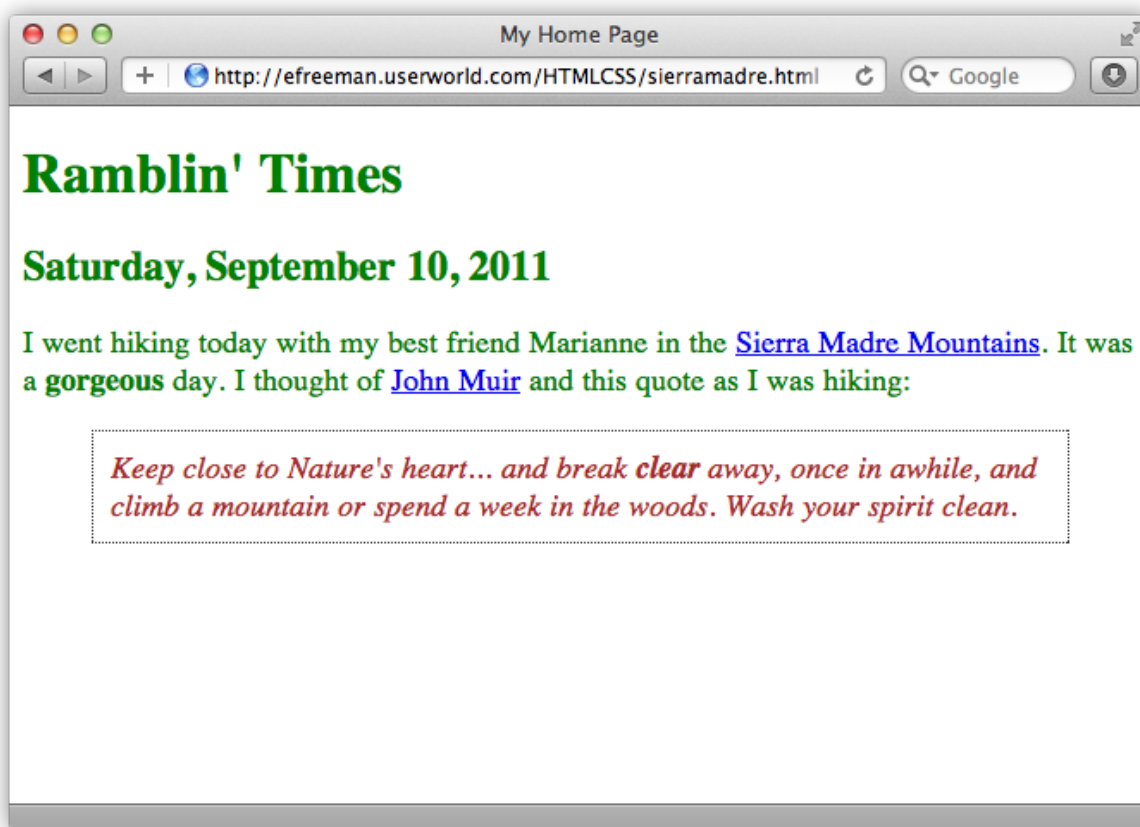 My Home Page
http://efreeman.userworld.com/HTMLCSS/sierramadre.html
Google
Ramblin' Times
Saturday, September 10, 2011
I went hiking today with my best friend Marianne in the Sierra Madre Mountains. It was
a gorgeous day. I thought of John Muir and this quote as I was hiking:
Keep close to Nature's heart... and break clear away, once in awhile, and
climb a mountain or spend a week in the woods. Wash your spirit clean.